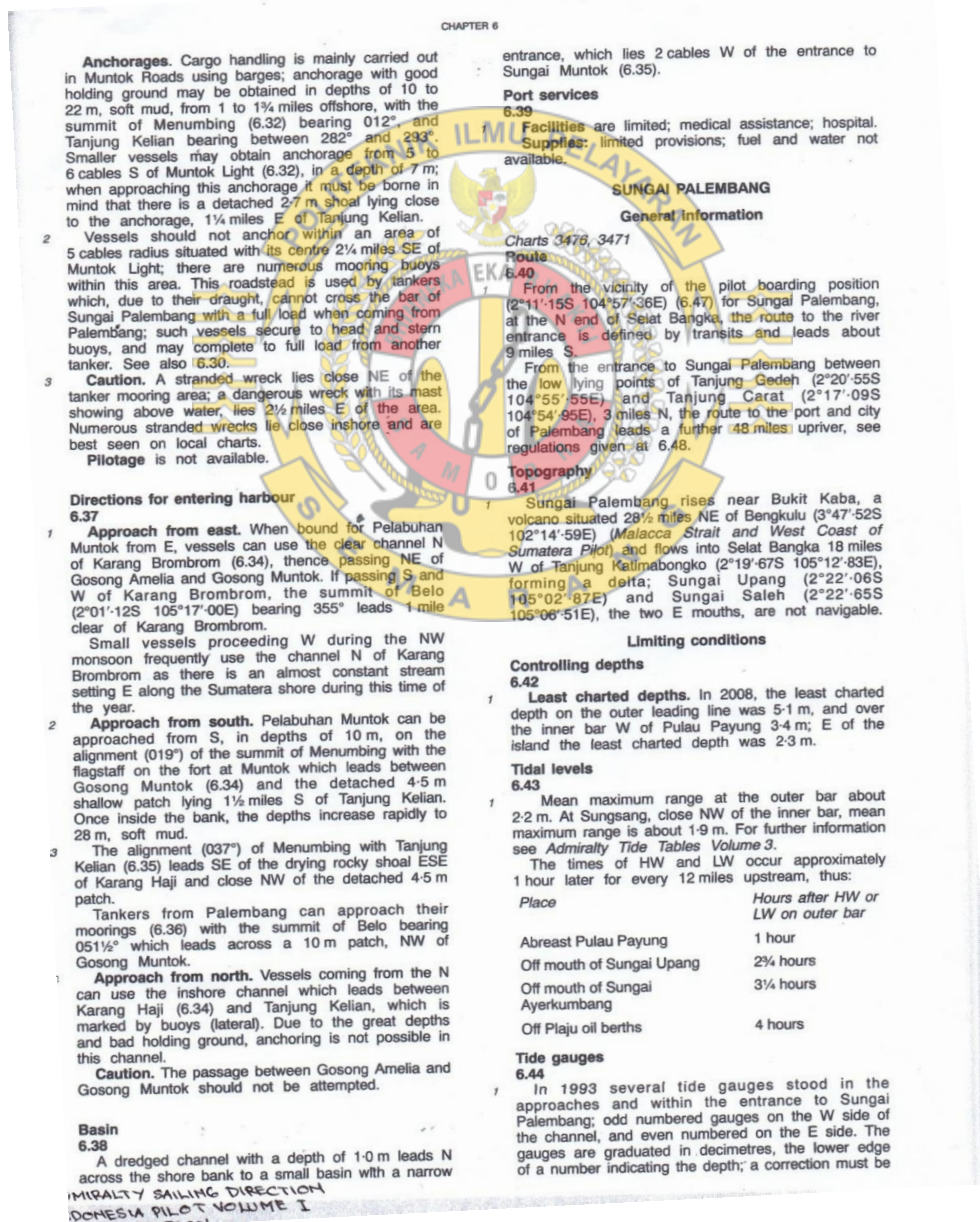 CHAPTER 6
Anchorages. Cargo handling is mainly carried out
in Muntok Roads using barges; anchorage with good
holding ground may be obtained in depths of 10 to
22 m, soft mud, from 1 to 1¾ miles offshore, with the
summit of Menumbing (6.32) bearing 012°, and
Tanjung Kelian bearing between 282° and 293°.
Smaller vessels may obtain anchorage from 5 to
6 cables S of Muntok Light (6.32), in a depth of 7 m;
when approaching this anchorage it must be borne in
mind that there is a detached 2·7 m shoal lying close
to the anchorage, 1¼ miles E of Tanjung Kelian.
2 Vessels should not anchor within an area of
5 cables radius situated with its centre 2¼ miles SE of
Muntok Light; there are numerous mooring buoys
within this area. This roadstead is used by tankers
which, due to their draught, cannot cross the bar of
Sungai Palembang with a full load when coming from
Palembang; such vessels secure to head and stern
buoys, and may complete to full load from another
tanker. See also 6.30.
3 Caution. A stranded wreck lies close NE of the
tanker mooring area; a dangerous wreck with its mast
showing above water, lies 2½ miles E of the area.
Numerous stranded wrecks lie close inshore and are
best seen on local charts.
Pilotage is not available.
Directions for entering harbour
6.37
1 Approach from east. When bound for Pelabuhan
Muntok from E, vessels can use the clear channel N
of Karang Brombrom (6.34), thence passing NE of
Gosong Amelia and Gosong Muntok. If passing S and
W of Karang Brombrom, the summit of Belo
(2°01'·12S 105°17'·00E) bearing 355° leads 1 mile
clear of Karang Brombrom.
Small vessels proceeding W during the NW
monsoon frequently use the channel N of Karang
Brombrom as there is an almost constant stream
setting E along the Sumatera shore during this time of
the year.
2 Approach from south. Pelabuhan Muntok can be
approached from S, in depths of 10 m, on the
alignment (019°) of the summit of Menumbing with the
flagstaff on the fort at Muntok which leads between
Gosong Muntok (6.34) and the detached 4·5 m
shallow patch lying 1½ miles S of Tanjung Kelian.
Once inside the bank, the depths increase rapidly to
28 m, soft mud.
3 The alignment (037°) of Menumbing with Tanjung
Kelian (6.35) leads SE of the drying rocky shoal ESE
of Karang Haji and close NW of the detached 4·5 m
patch.
Tankers from Palembang can approach their
moorings (6.36) with the summit of Belo bearing
051½° which leads across a 10 m patch, NW of
Gosong Muntok.
Approach from north. Vessels coming from the N
can use the inshore channel which leads between
Karang Haji (6.34) and Tanjung Kelian, which is
marked by buoys (lateral). Due to the great depths
and bad holding ground, anchoring is not possible in
this channel.
Caution. The passage between Gosong Amelia and
Gosong Muntok should not be attempted.
Basin
6.38
A dredged channel with a depth of 1·0 m leads N
across the shore bank to a small basin with a narrow
entrance, which lies 2 cables W of the entrance to
Sungai Muntok (6.35).
Port services
6.39
1 Facilities are limited; medical assistance; hospital.
Supplies: limited provisions; fuel and water not
available.
SUNGAI PALEMBANG
General information
Charts 3476, 3471
Route
6.40
1 From the vicinity of the pilot boarding position
(2°11'·15S 104°57'·36E) (6.47) for Sungai Palembang,
at the N end of Selat Bangka, the route to the river
entrance is defined by transits and leads about
9 miles S.
From the entrance to Sungai Palembang between
the low lying points of Tanjung Gedeh (2°20'·55S
104°55'·55E) and Tanjung Carat (2°17'·09S
104°54'·95E), 3 miles N, the route to the port and city
of Palembang leads a further 48 miles upriver, see
regulations given at 6.48.
Topography
6.41
1 Sungai Palembang rises near Bukit Kaba, a
volcano situated 28½ miles NE of Bengkulu (3°47'·52S
102°14'·59E) (Malacca Strait and West Coast of
Sumatera Pilot) and flows into Selat Bangka 18 miles
W of Tanjung Katimabongko (2°19'·67S 105°12'·83E),
forming a delta; Sungai Upang (2°22'·06S
105°02'·87E) and Sungai Saleh (2°22'·65S
105°06'·51E), the two E mouths, are not navigable.
Limiting conditions
Controlling depths
6.42
1 Least charted depths. In 2008, the least charted
depth on the outer leading line was 5·1 m, and over
the inner bar W of Pulau Payung 3·4 m; E of the
island the least charted depth was 2·3 m.
Tidal levels
6.43
1 Mean maximum range at the outer bar about
2·2 m. At Sungsang, close NW of the inner bar, mean
maximum range is about 1·9 m. For further information
see Admiralty Tide Tables Volume 3.
The times of HW and LW occur approximately
1 hour later for every 12 miles upstream, thus:
Place Hours after HW or
LW on outer bar
Abreast Pulau Payung 1 hour
Off mouth of Sungai Upang 2¾ hours
Off mouth of Sungai 3¼ hours
Ayerkumbang
Off Plaju oil berths 4 hours
Tide gauges
6.44
1 In 1993 several tide gauges stood in the
approaches and within the entrance to Sungai
Palembang; odd numbered gauges on the W side of
the channel, and even numbered on the E side. The
gauges are graduated in decimetres, the lower edge
of a number indicating the depth; a correction must be
MIRALTY SAILING DIRECTION
DONESIA PILOT VOLUME I
POLITEKNIK ILMU PELAYARAN
SEMARANG